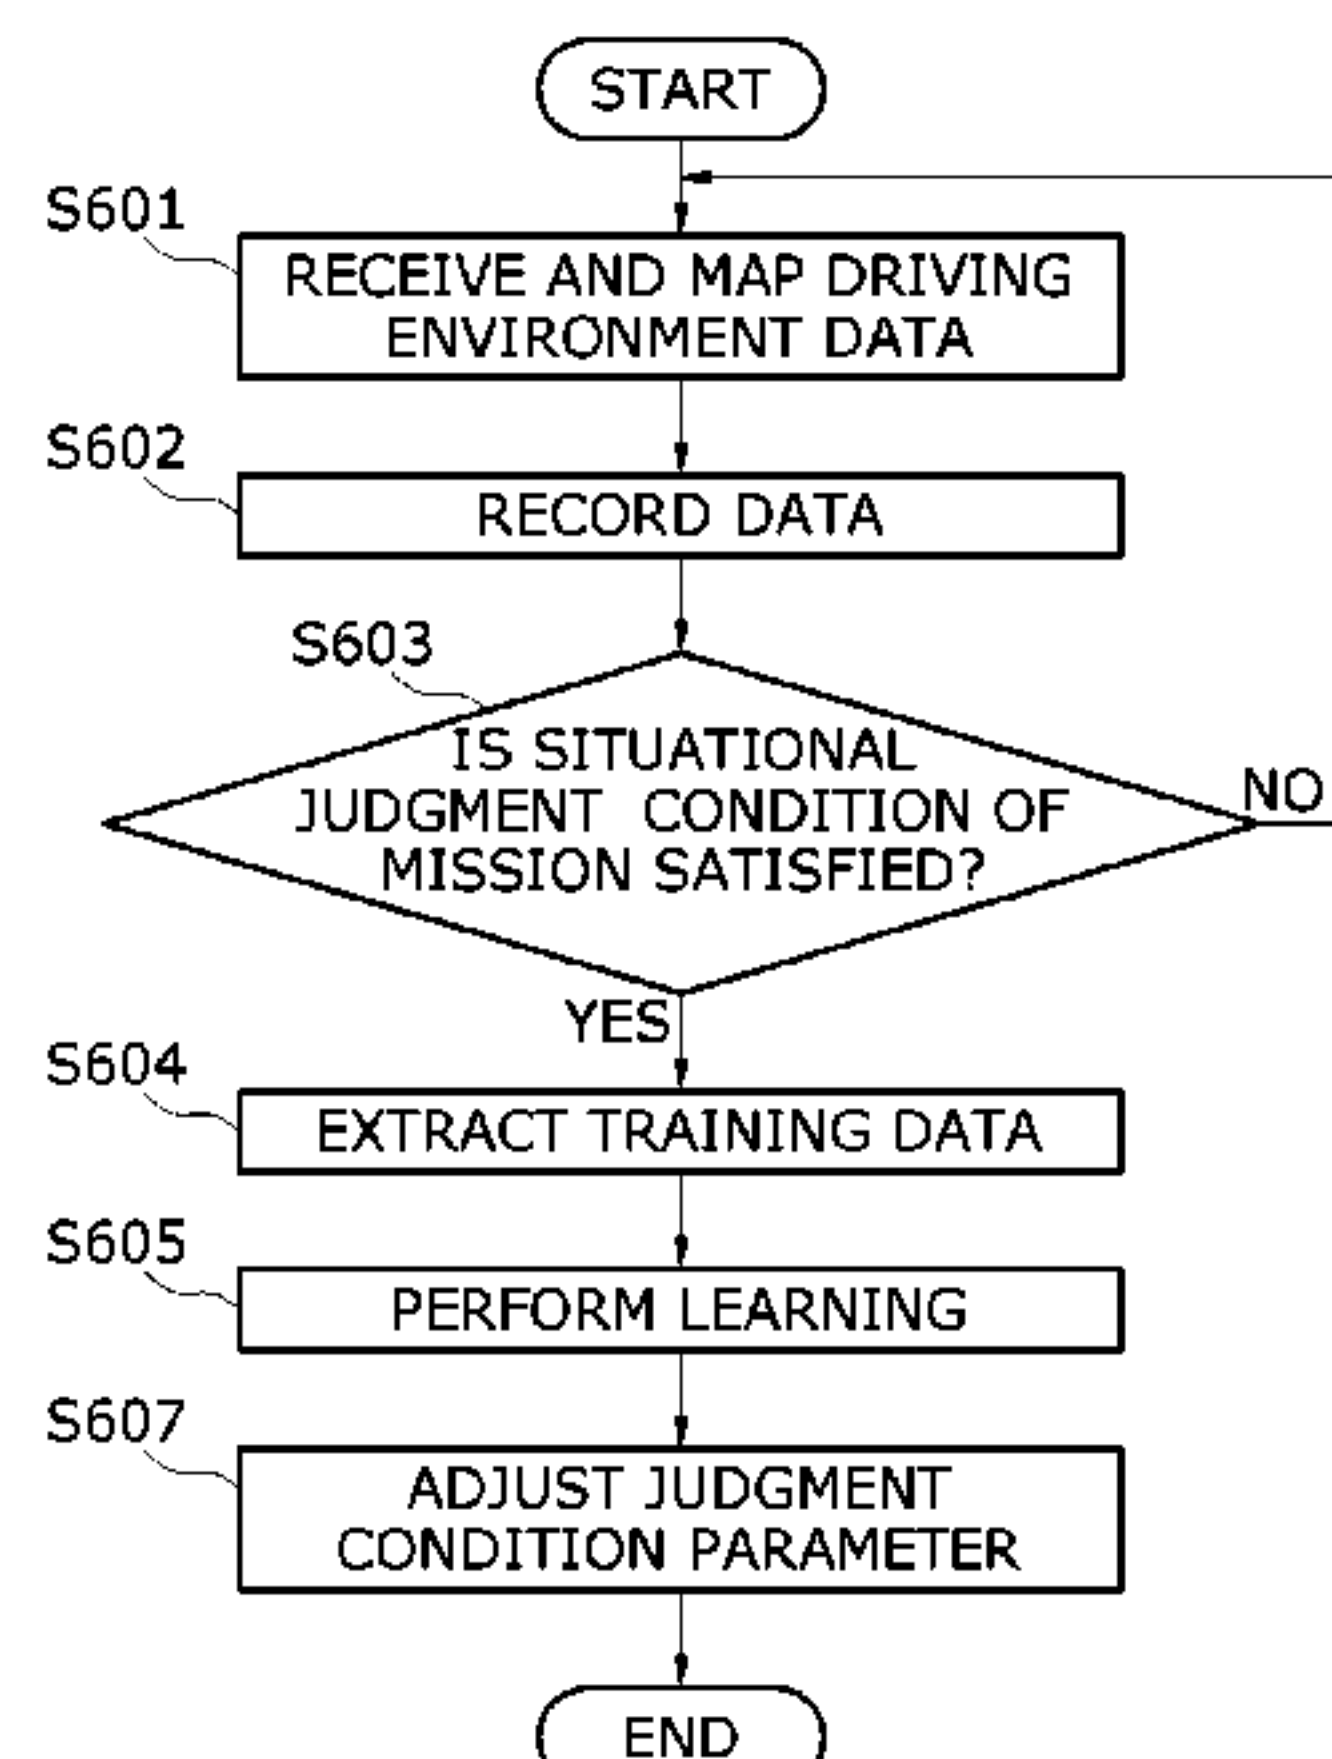 START
S601
RECEIVE AND MAP DRIVING
ENVIRONMENT DATA
S602
RECORD DATA
S603
IS SITUATIONAL
JUDGMENT CONDITION OF
MISSION SATISFIED?
NO
YES
S604
EXTRACT TRAINING DATA
S605
PERFORM LEARNING
S607
ADJUST JUDGMENT
CONDITION PARAMETER
END